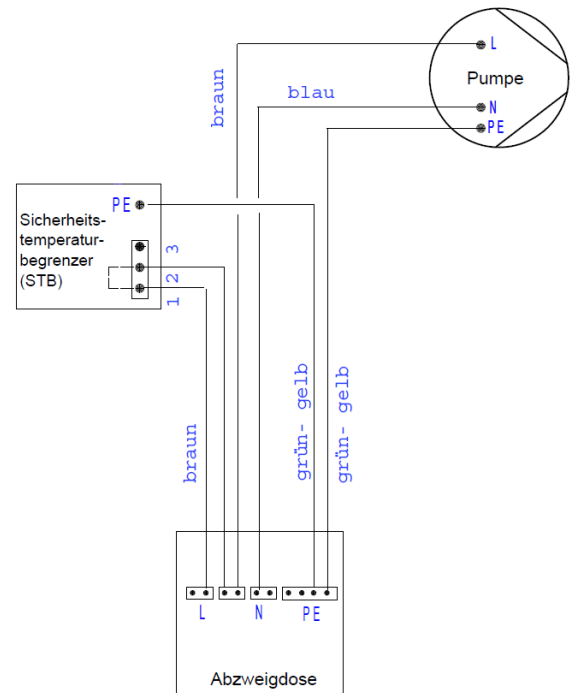 L
Pumpe
braun
blau
N
PE
PE
Sicherheits-
temperatur-
begrenzer
(STB)
3
2
1
braun
grün- gelb
grün- gelb
L
N
PE
Abzweigdose